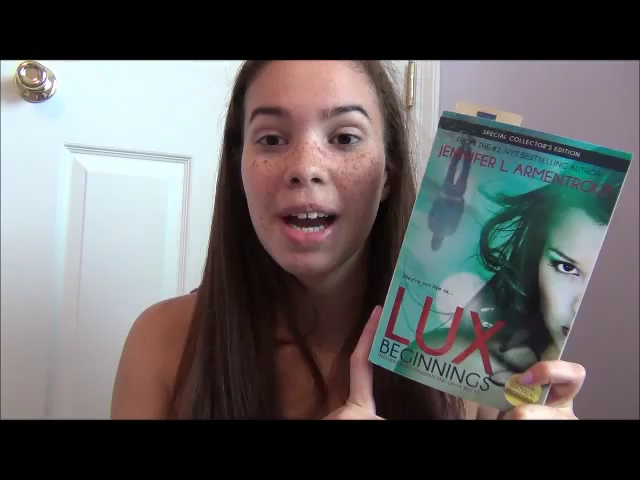 SPECIAL COLLECTOR'S EDITION
FROM THE #1 NYT BESTSELLING AUTHOR
JENNIFER L. ARMENTROUT
they're not like us...
LUX
BEGINNINGS